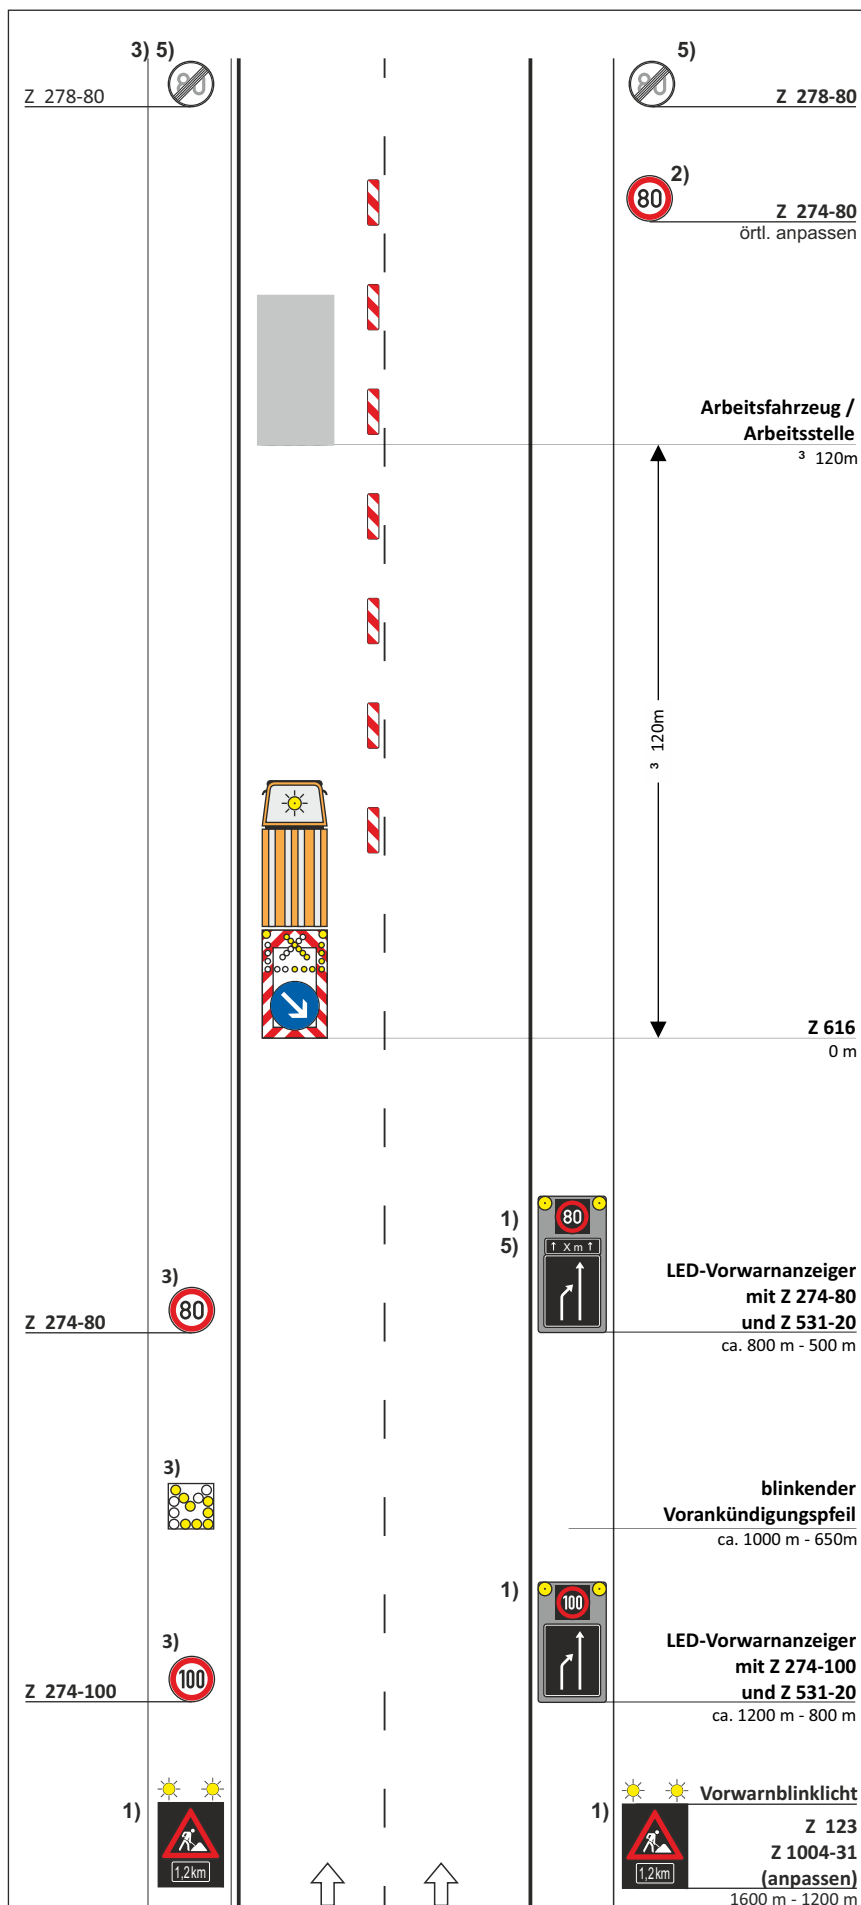 3) 5)
80
Z 278-80
5)
80
Z 278-80
2)
80
Z 274-80
örtl. anpassen
Arbeitsfahrzeug /
Arbeitsstelle
³ 120m
³ 120m
Z 616
0 m
1)
80
5)
↑ X m ↑
3)
80
Z 274-80
LED-Vorwarnanzeiger
mit Z 274-80
und Z 531-20
ca. 800 m - 500 m
3)
blinkender
Vorankündigungspfeil
ca. 1000 m - 650m
1)
100
3)
100
Z 274-100
LED-Vorwarnanzeiger
mit Z 274-100
und Z 531-20
ca. 1200 m - 800 m
1)
1,2km
1)
1,2km
Vorwarnblinklicht
Z 123
Z 1004-31
(anpassen)
1600 m - 1200 m